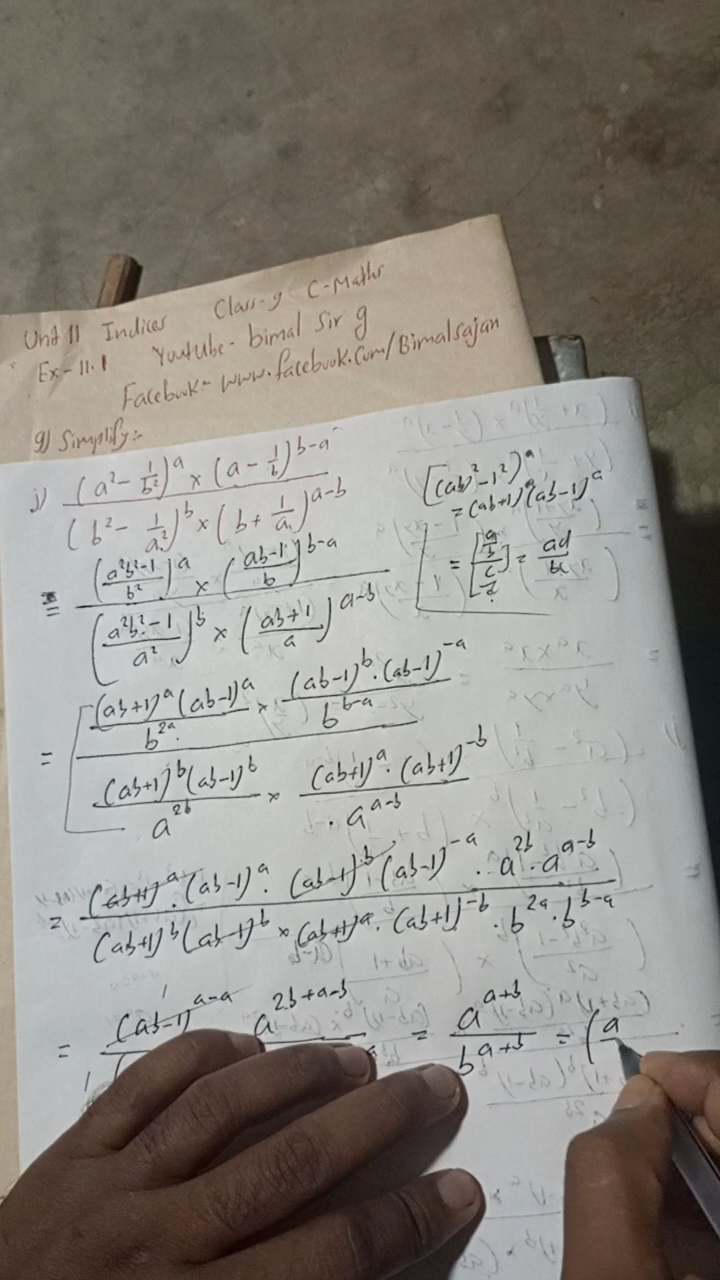 Unit 11 Indices Class-9 C-Maths
Ex-11.1 Youtube- bimal Sir g
Facebook- www.facebook.com/Bimalsajan
g) Simplify:-
j) (a² - 1/b²)^a × (a - 1/b)^(b-a) / (b² - 1/a²)^b × (b + 1/a)^(a-b)
[(ab)² - 1²)^a
= (ab+1)^a (ab-1)^a
= [a/b / c/d] = ad/bc
= ((a²b²-1)/b²)^a × ((ab-1)/b)^(b-a) / ((a²b²-1)/a²)^b × ((ab+1)/a)^(a-b)
= [(ab+1)^a (ab-1)^a / b^(2a) × (ab-1)^b · (ab-1)^(-a) / b^(b-a)] / [(ab+1)^b (ab-1)^b / a^(2b) × (ab+1)^a · (ab+1)^(-b) / a^(a-b)]
= (ab+1)^a · (ab-1)^a · (ab-1)^b (ab-1)^(-a) · a^(2b) · a^(a-b) / (ab+1)^b (ab-1)^b × (ab+1)^a · (ab+1)^(-b) · b^(2a) · b^(b-a)
= (ab-1)^(a-a) a^(2b+a-b) = a^(a+b) / b^(a+b) = (a